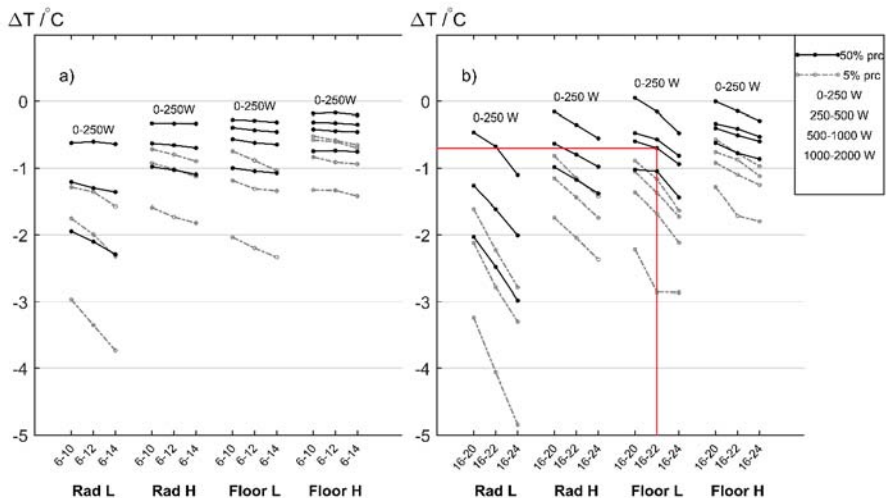 ΔT /°C
ΔT /°C
a)
b)
0-250W
0-250W
0-250 W
0-250W
0-250 W
0-250 W
0-250 W
0-250 W
50% prc
5% prc
0-250 W
250-500 W
500-1000 W
1000-2000 W
0
-1
-2
-3
-4
-5
0
-1
-2
-3
-4
-5
6-10 6-12 6-14 6-10 6-12 6-14 6-10 6-12 6-14 6-10 6-12 6-14
16-20 16-22 16-24 16-20 16-22 16-24 16-20 16-22 16-24 16-20 16-22 16-24
Rad L Rad H Floor L Floor H
Rad L Rad H Floor L Floor H